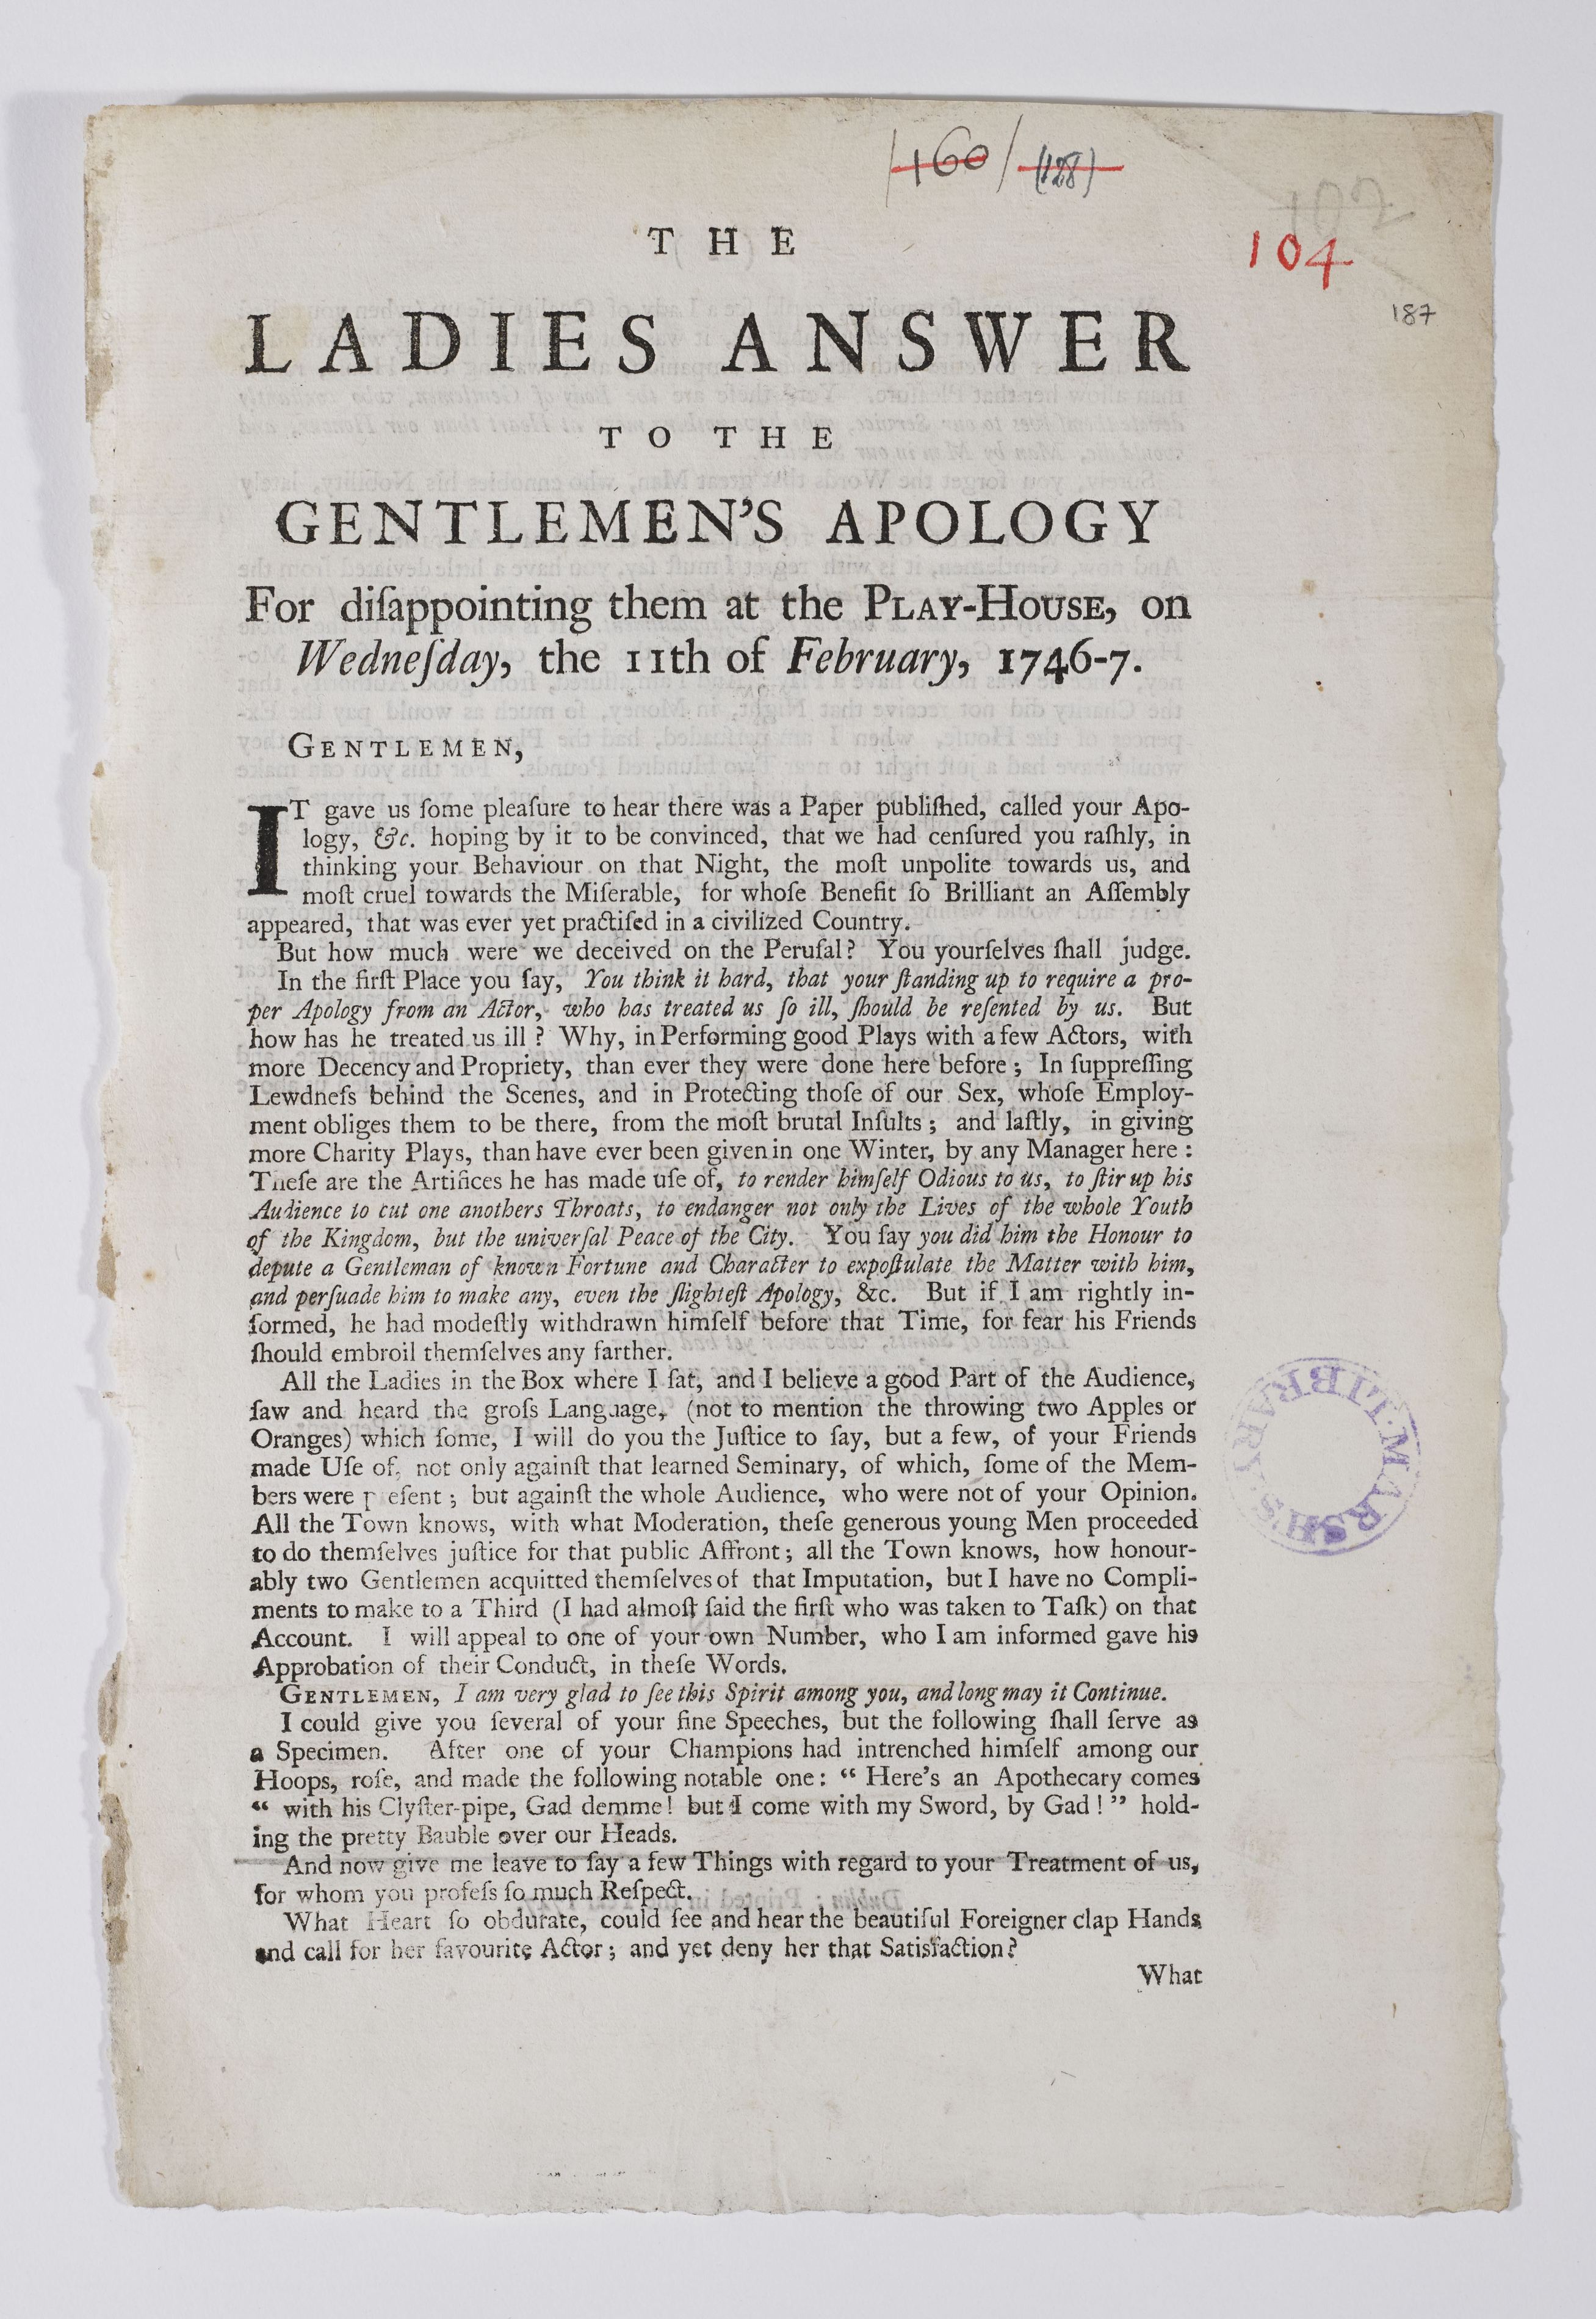 160 (128)
102
104
187
THE
LADIES ANSWER
TO THE
GENTLEMEN'S APOLOGY
For diſappointing them at the PLAY-HOUSE, on
Wedneſday, the 11th of February, 1746-7.
GENTLEMEN,
IT gave us ſome pleaſure to hear there was a Paper publiſhed, called your Apo-
logy, &c. hoping by it to be convinced, that we had cenſured you raſhly, in
thinking your Behaviour on that Night, the moſt unpolite towards us, and
moſt cruel towards the Miſerable, for whoſe Benefit ſo Brilliant an Aſſembly
appeared, that was ever yet practiſed in a civilized Country.
But how much were we deceived on the Peruſal? You yourſelves ſhall judge.
In the firſt Place you ſay, You think it hard, that your ſtanding up to require a pro-
per Apology from an Actor, who has treated us ſo ill, ſhould be reſented by us. But
how has he treated us ill? Why, in Performing good Plays with a few Actors, with
more Decency and Propriety, than ever they were done here before; In ſuppreſſing
Lewdneſs behind the Scenes, and in Protecting thoſe of our Sex, whoſe Employ-
ment obliges them to be there, from the moſt brutal Inſults; and laſtly, in giving
more Charity Plays, than have ever been given in one Winter, by any Manager here:
Theſe are the Artifices he has made uſe of, to render himſelf Odious to us, to ſtir up his
Audience to cut one anothers Throats, to endanger not only the Lives of the whole Youth
of the Kingdom, but the univerſal Peace of the City. You ſay you did him the Honour to
depute a Gentleman of known Fortune and Character to expoſtulate the Matter with him,
and perſuade him to make any, even the ſlighteſt Apology, &c. But if I am rightly in-
formed, he had modeſtly withdrawn himſelf before that Time, for fear his Friends
ſhould embroil themſelves any farther.
All the Ladies in the Box where I ſat, and I believe a good Part of the Audience,
ſaw and heard the groſs Language, (not to mention the throwing two Apples or
Oranges) which ſome, I will do you the Juſtice to ſay, but a few, of your Friends
made Uſe of, not only againſt that learned Seminary, of which, ſome of the Mem-
bers were p eſent; but againſt the whole Audience, who were not of your Opinion.
All the Town knows, with what Moderation, theſe generous young Men proceeded
to do themſelves juſtice for that public Affront; all the Town knows, how honour-
ably two Gentlemen acquitted themſelves of that Imputation, but I have no Compli-
ments to make to a Third (I had almoſt ſaid the firſt who was taken to Taſk) on that
Account. I will appeal to one of your own Number, who I am informed gave his
Approbation of their Conduct, in theſe Words.
GENTLEMEN, I am very glad to ſee this Spirit among you, and long may it Continue.
I could give you ſeveral of your fine Speeches, but the following ſhall ſerve as
a Specimen. After one of your Champions had intrenched himſelf among our
Hoops, roſe, and made the following notable one: “ Here's an Apothecary comes
“ with his Clyſter-pipe, Gad demme! but I come with my Sword, by Gad!” hold-
ing the pretty Bauble over our Heads.
And now give me leave to ſay a few Things with regard to your Treatment of us,
for whom you profeſs ſo much Reſpect.
What Heart ſo obdurate, could ſee and hear the beautiful Foreigner clap Hands
and call for her favourite Actor; and yet deny her that Satisfaction?
What
MARSH'S LIBRARY